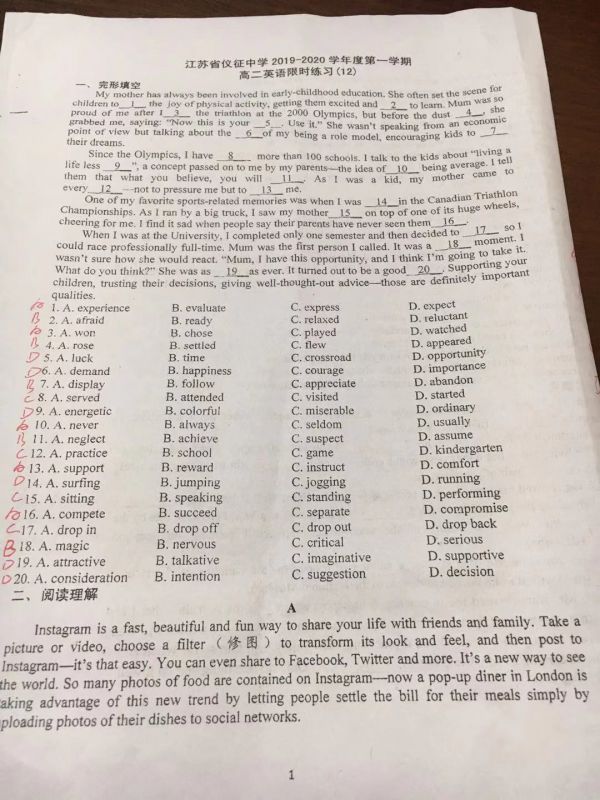 江苏省仪征中学 2019-2020 学年度第一学期
高二英语限时练习(12)
一、完形填空
My mother has always been involved in early-childhood education. She often set the scene for
children to 1 the joy of physical activity, getting them excited and 2 to learn. Mum was so
proud of me after I 3 the triathlon at the 2000 Olympics, but before the dust 4 she
grabbed me, saying: "Now this is your 5 . Use it." She wasn't speaking from an economic
point of view but talking about the 6 of my being a role model, encouraging kids to 7
their dreams.
Since the Olympics, I have 8 more than 100 schools. I talk to the kids about "living a
life less 9 ", a concept passed on to me by my parents—the idea of 10 being average. I tell
them that what you believe, you will 11 . As I was a kid, my mother came to
every 12 —not to pressure me but to 13 me.
One of my favorite sports-related memories was when I was 14 in the Canadian Triathlon
Championships. As I ran by a big truck, I saw my mother 15 on top of one of its huge wheels,
cheering for me. I find it sad when people say their parents have never seen them 16 .
When I was at the University, I completed only one semester and then decided to 17 so I
could race professionally full-time. Mum was the first person I called. It was a 18 moment. I
wasn't sure how she would react. "Mum, I have this opportunity, and I think I'm going to take it.
What do you think?" She was as 19 as ever. It turned out to be a good 20 . Supporting your
children, trusting their decisions, giving well-thought-out advice—those are definitely important
qualities.
A 1. A. experience B. evaluate C. express D. expect
B 2. A. afraid B. ready C. relaxed D. reluctant
A 3. A. won B. chose C. played D. watched
B 4. A. rose B. settled C. flew D. appeared
D 5. A. luck B. time C. crossroad D. opportunity
D 6. A. demand B. happiness C. courage D. importance
B 7. A. display B. follow C. appreciate D. abandon
C 8. A. served B. attended C. visited D. started
D 9. A. energetic B. colorful C. miserable D. ordinary
A 10. A. never B. always C. seldom D. usually
B 11. A. neglect B. achieve C. suspect D. assume
C 12. A. practice B. school C. game D. kindergarten
A 13. A. support B. reward C. instruct D. comfort
D 14. A. surfing B. jumping C. jogging D. running
C 15. A. sitting B. speaking C. standing D. performing
A 16. A. compete B. succeed C. separate D. compromise
C 17. A. drop in B. drop off C. drop out D. drop back
B 18. A. magic B. nervous C. critical D. serious
D 19. A. attractive B. talkative C. imaginative D. supportive
D 20. A. consideration B. intention C. suggestion D. decision
二、阅读理解
A
Instagram is a fast, beautiful and fun way to share your life with friends and family. Take a
picture or video, choose a filter (修图) to transform its look and feel, and then post to
Instagram—it's that easy. You can even share to Facebook, Twitter and more. It's a new way to see
the world. So many photos of food are contained on Instagram—now a pop-up diner in London is
aking advantage of this new trend by letting people settle the bill for their meals simply by
ploading photos of their dishes to social networks.
1